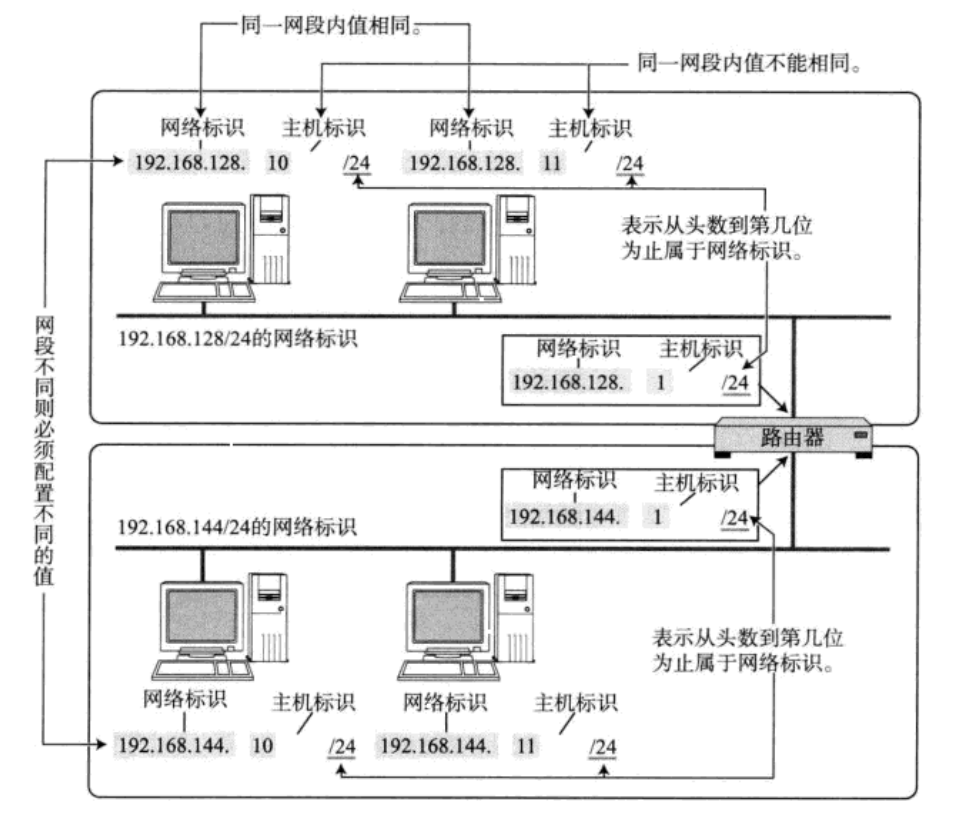 同一网段内值相同。
同一网段内值不能相同。
网络标识 主机标识 网络标识 主机标识
192.168.128. 10 /24 192.168.128. 11 /24
表示从头数到第几位
为止属于网络标识。
192.168.128/24的网络标识
网络标识 主机标识
192.168.128. 1 /24
路由器
网段不同则必须配置不同的值
网络标识 主机标识
192.168.144. 1 /24
192.168.144/24的网络标识
表示从头数到第几位
为止属于网络标识。
网络标识 主机标识 网络标识 主机标识
192.168.144. 10 /24 192.168.144. 11 /24